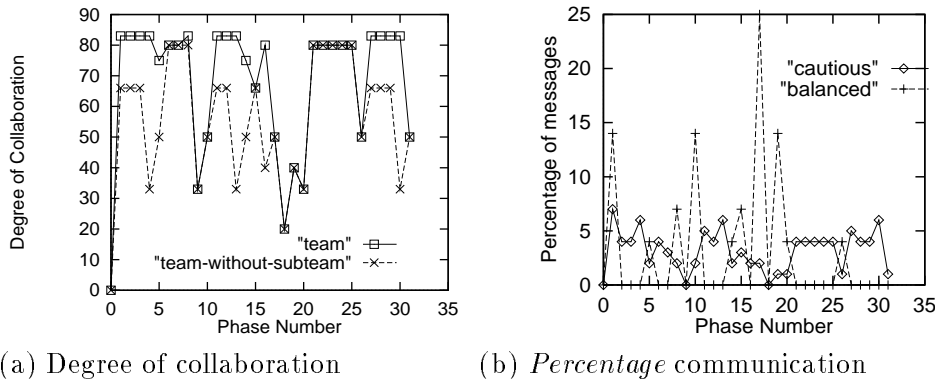 90
80
70
60
50
40
30
20
10
0
Degree of Collaboration
"team"
"team-without-subteam"
0 5 10 15 20 25 30 35
Phase Number
(a) Degree of collaboration
25
20
15
10
5
0
Percentage of messages
"cautious"
"balanced"
0 5 10 15 20 25 30 35
Phase Number
(b) Percentage communication